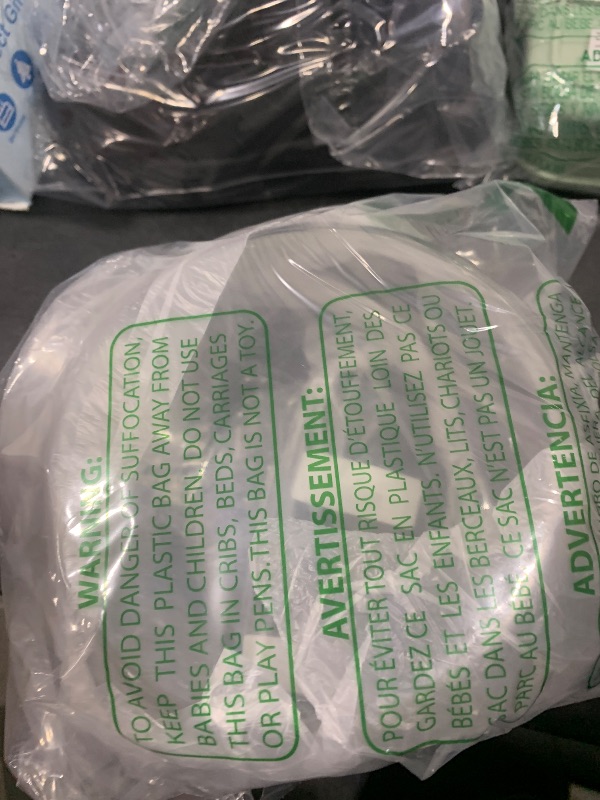 WARNING:
TO AVOID DANGER OF SUFFOCATION,
KEEP THIS PLASTIC BAG AWAY FROM
BABIES AND CHILDREN. DO NOT USE
THIS BAG IN CRIBS, BEDS, CARRIAGES
OR PLAY PENS. THIS BAG IS NOT A TOY.
AVERTISSEMENT:
POUR ÉVITER TOUT RISQUE D'ÉTOUFFEMENT,
GARDEZ CE SAC EN PLASTIQUE LOIN DES
BÉBÉS ET LES ENFANTS. N'UTILISEZ PAS CE
SAC DANS LES BERCEAUX, LITS, CHARIOTS OU
PARC AU BÉBÉ. CE SAC N'EST PAS UN JOUET.
ADVERTENCIA:
MANTENGA